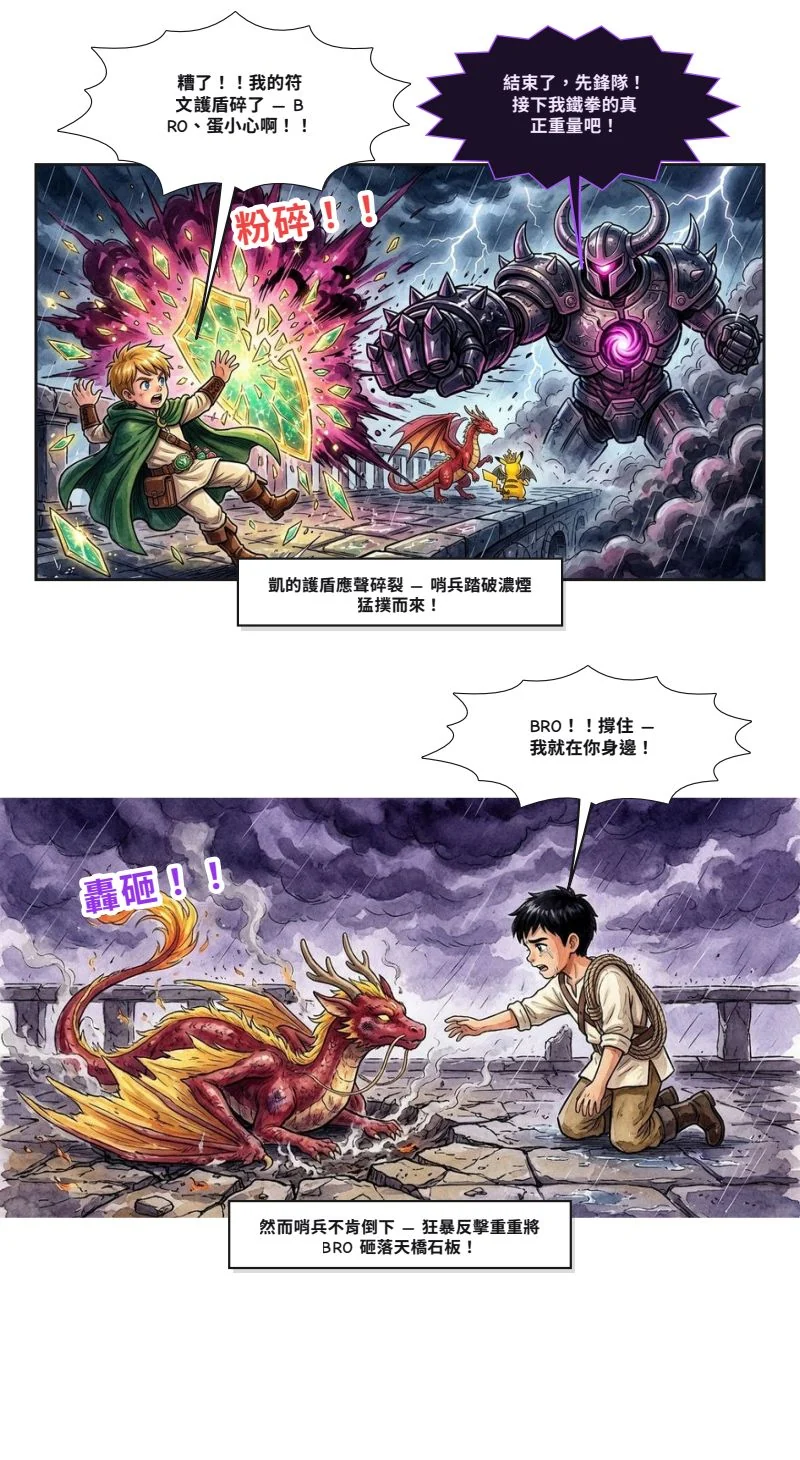 糟了！！我的符
文護盾碎了 — B
RO、蛋小心啊！！
結束了，先鋒隊！
接下我鐵拳的真
正重量吧！
粉碎！！
凱的護盾應聲碎裂 — 哨兵踏破濃煙
猛撲而來！
BRO！！撐住 —
我就在你身邊！
轟砸！！
然而哨兵不肯倒下 — 狂暴反擊重重將
BRO 砸落天橋石板！